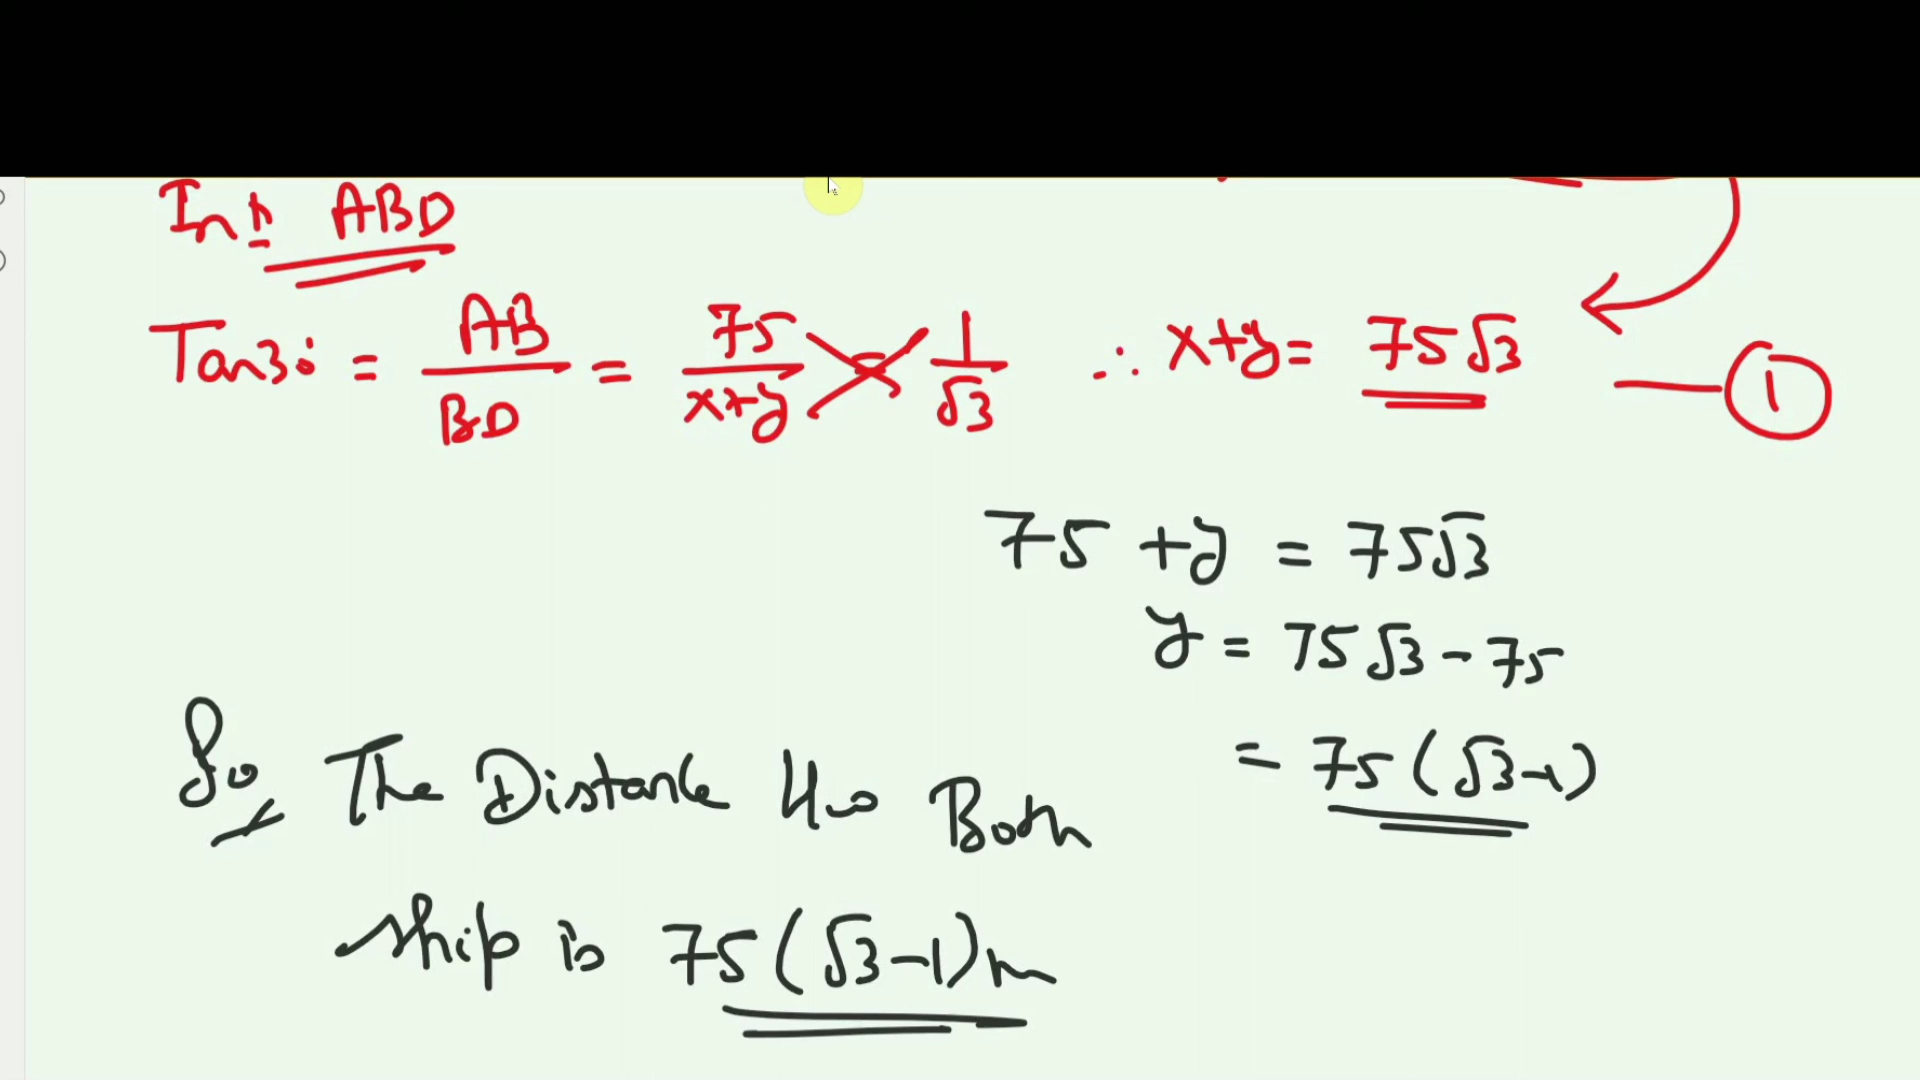 In △ ABD
Tan30 = AB/BD = 75/x+y = 1/√3 ∴ x+y = 75√3 — ①
75 + y = 75√3
y = 75√3 - 75
= 75(√3-1)
So The Distance Both
ship is 75(√3-1)m